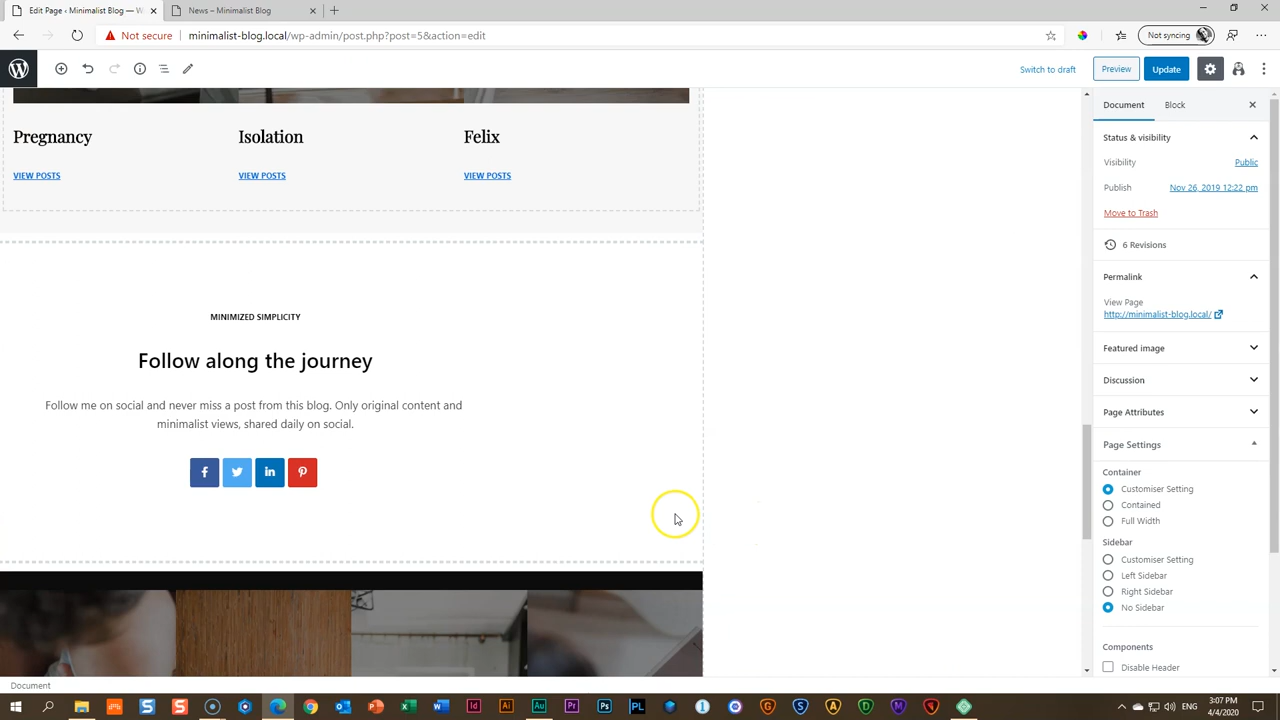 Edit Page ‹ Minimalist Blog — W
News – Minimalist Blog
Not secure
minimalist-blog.local/wp-admin/post.php?post=5&action=edit
Not syncing
Switch to draft
Preview
Update
Document
Block
Pregnancy
Isolation
Felix
VIEW POSTS
VIEW POSTS
VIEW POSTS
MINIMIZED SIMPLICITY
Follow along the journey
Follow me on social and never miss a post from this blog. Only original content and
minimalist views, shared daily on social.
Status & visibility
Visibility
Public
Publish
Nov 26, 2019 12:22 pm
Move to Trash
6 Revisions
Permalink
View Page
http://minimalist-blog.local/
Featured image
Discussion
Page Attributes
Page Settings
Container
Customiser Setting
Contained
Full Width
Sidebar
Customiser Setting
Left Sidebar
Right Sidebar
No Sidebar
Components
Disable Header
Document
3:07 PM
4/4/2020